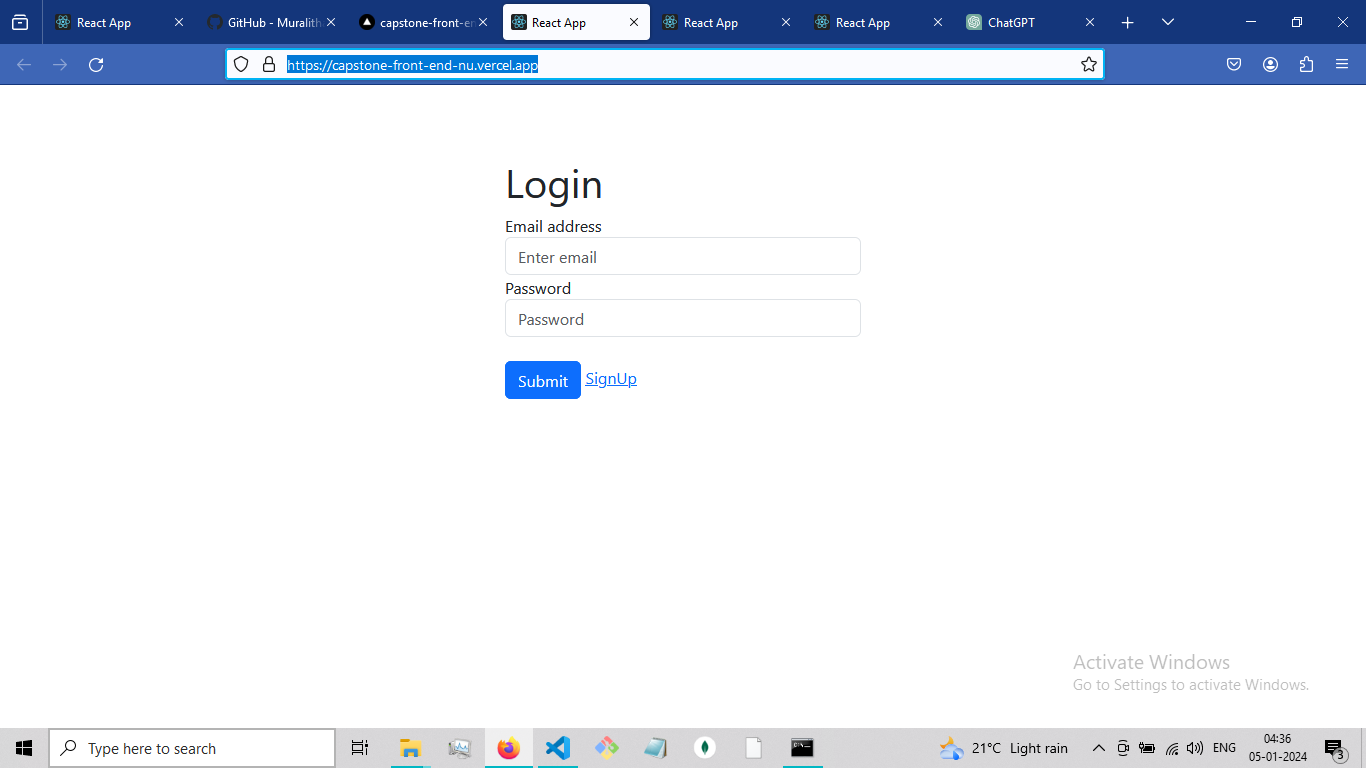 React App
GitHub - Muralith
capstone-front-en
React App
React App
React App
ChatGPT
https://capstone-front-end-nu.vercel.app
Login
Email address
Enter email
Password
Password
Submit SignUp
Activate Windows
Go to Settings to activate Windows.
Type here to search
21°C Light rain
ENG
04:36
05-01-2024
3